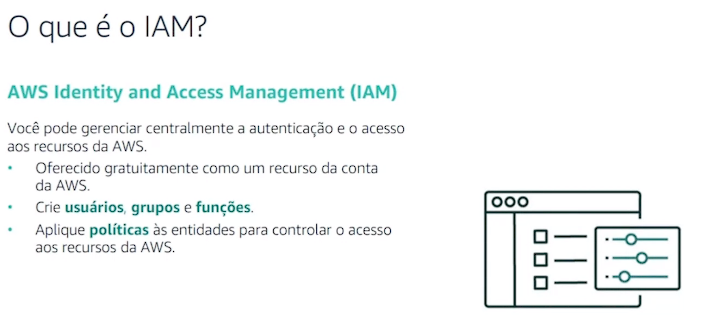 O que é o IAM?
AWS Identity and Access Management (IAM)
Você pode gerenciar centralmente a autenticação e o acesso
aos recursos da AWS.
• Oferecido gratuitamente como um recurso da conta
da AWS.
• Crie usuários, grupos e funções.
• Aplique políticas às entidades para controlar o acesso
aos recursos da AWS.